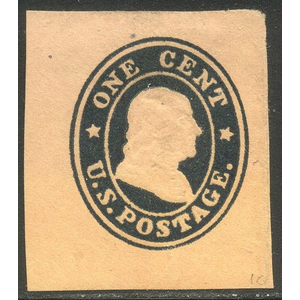 ONE CENT
U.S. POSTAGE.